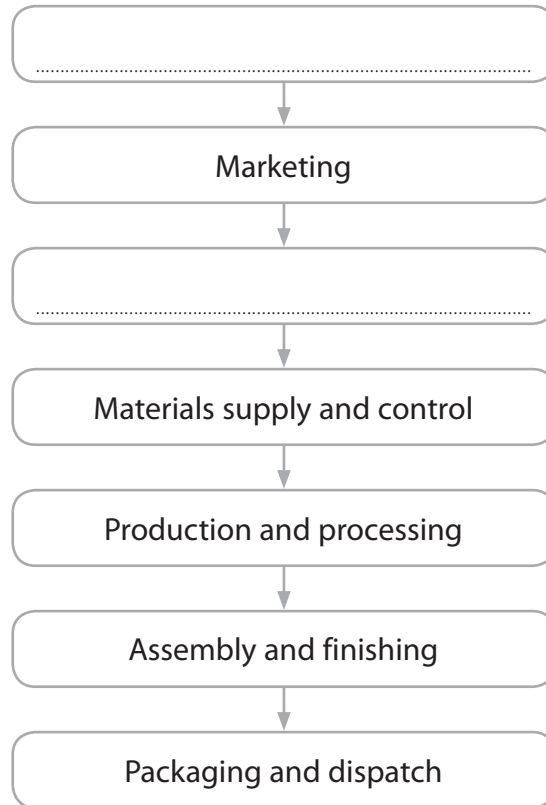 Marketing
Materials supply and control
Production and processing
Assembly and finishing
Packaging and dispatch